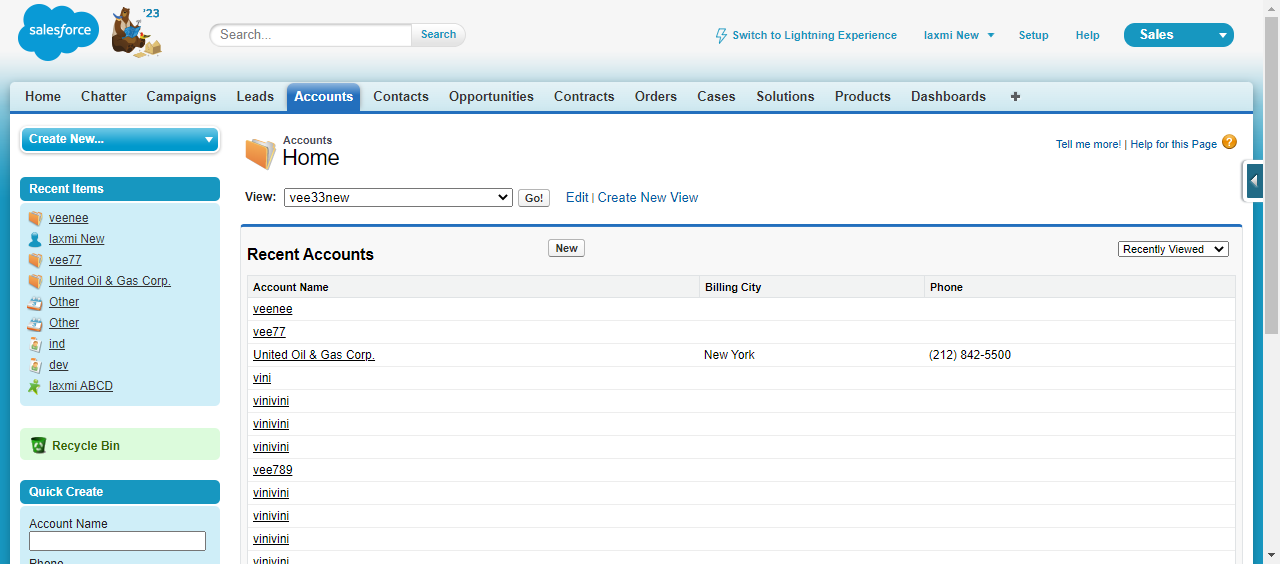 salesforce
'23
Search...
Search
Switch to Lightning Experience
laxmi New
Setup
Help
Sales
Home
Chatter
Campaigns
Leads
Accounts
Contacts
Opportunities
Contracts
Orders
Cases
Solutions
Products
Dashboards
Create New...
Recent Items
veenee
laxmi New
vee77
United Oil & Gas Corp.
Other
Other
ind
dev
laxmi ABCD
Recycle Bin
Quick Create
Account Name
Phone
Accounts
Home
Tell me more! | Help for this Page
View:
vee33new
Go!
Edit | Create New View
Recent Accounts
New
Recently Viewed
Account Name Billing City Phone
veenee
vee77
United Oil & Gas Corp. New York (212) 842-5500
vini
vinivini
vinivini
vinivini
vee789
vinivini
vinivini
vinivini
vinivini